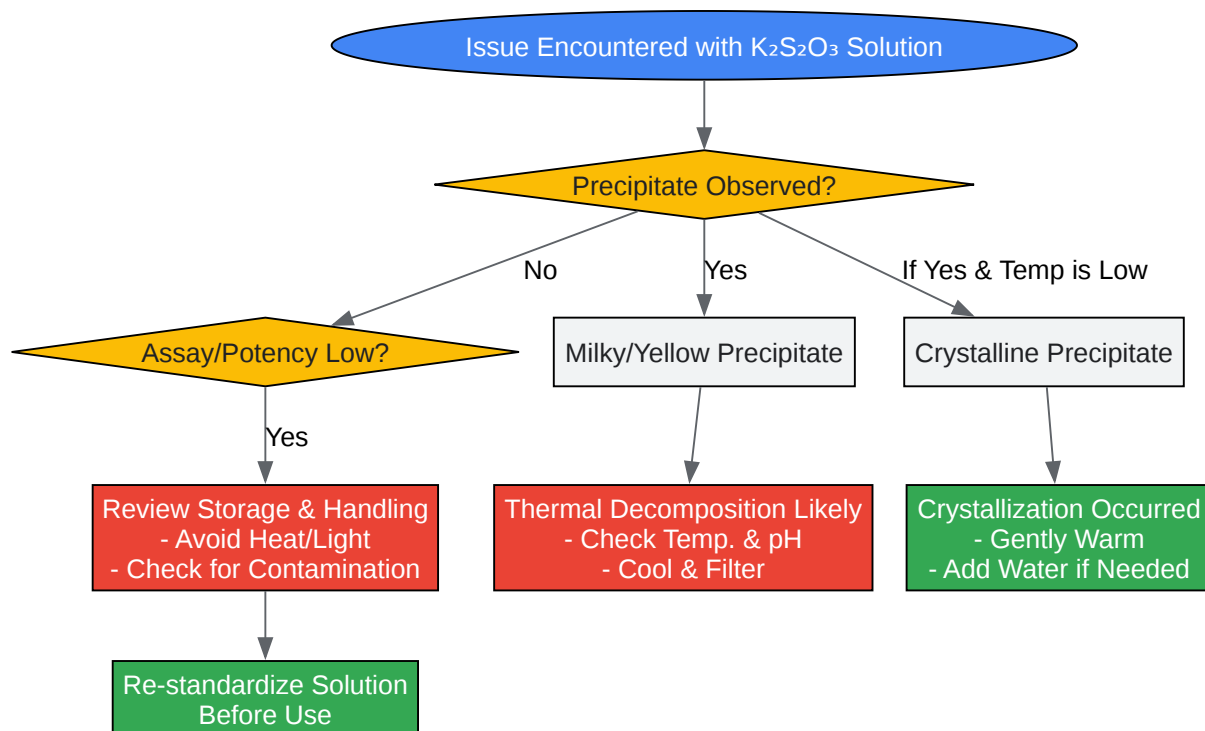 Issue Encountered with K₂S₂O₃ Solution
Precipitate Observed?
No
Yes
If Yes & Temp is Low
Assay/Potency Low?
Milky/Yellow Precipitate
Crystalline Precipitate
Yes
Review Storage & Handling
- Avoid Heat/Light
- Check for Contamination
Thermal Decomposition Likely
- Check Temp. & pH
- Cool & Filter
Crystallization Occurred
- Gently Warm
- Add Water if Needed
Re-standardize Solution
Before Use